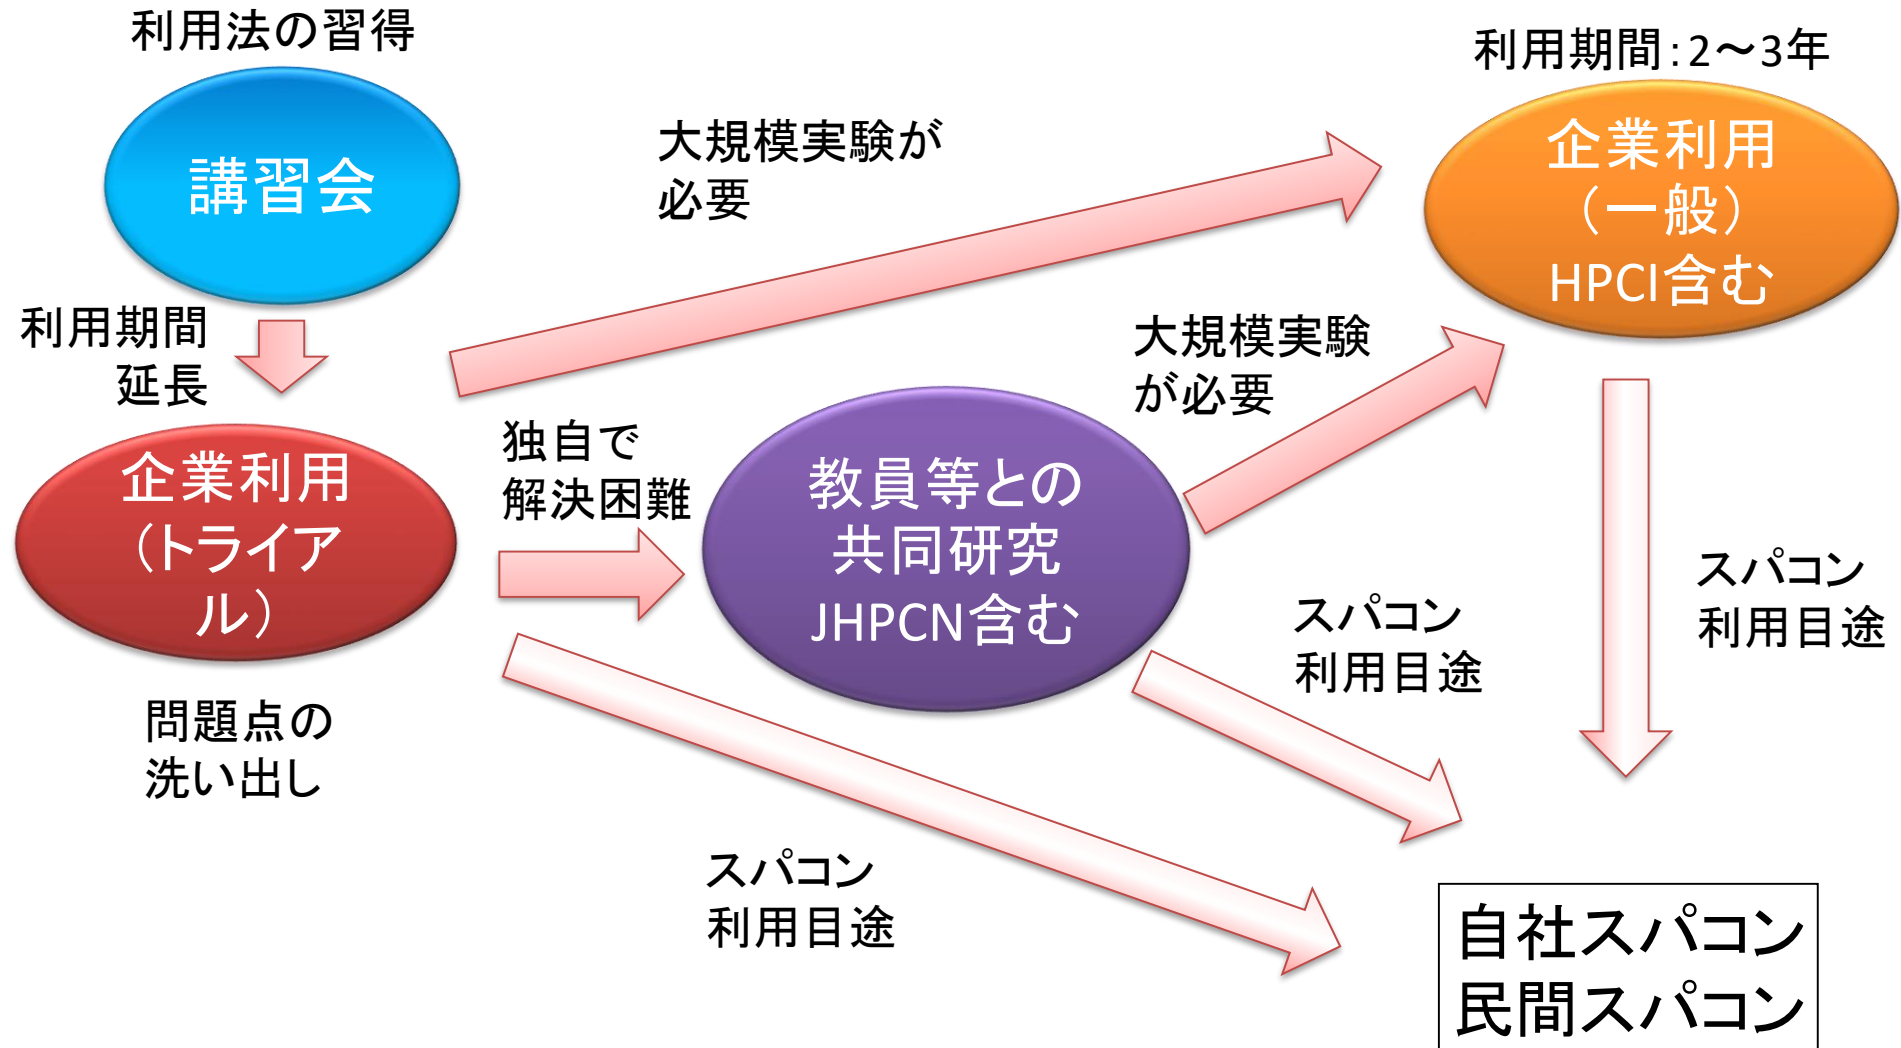 利用法の習得
講習会
利用期間
延長
企業利用
（トライア
ル）
問題点の
洗い出し
大規模実験が
必要
独自で
解決困難
教員等との
共同研究
JHPCN含む
大規模実験
が必要
利用期間：2～3年
企業利用
（一般）
HPCI含む
スパコン
利用目途
スパコン
利用目途
スパコン
利用目途
自社スパコン
民間スパコン